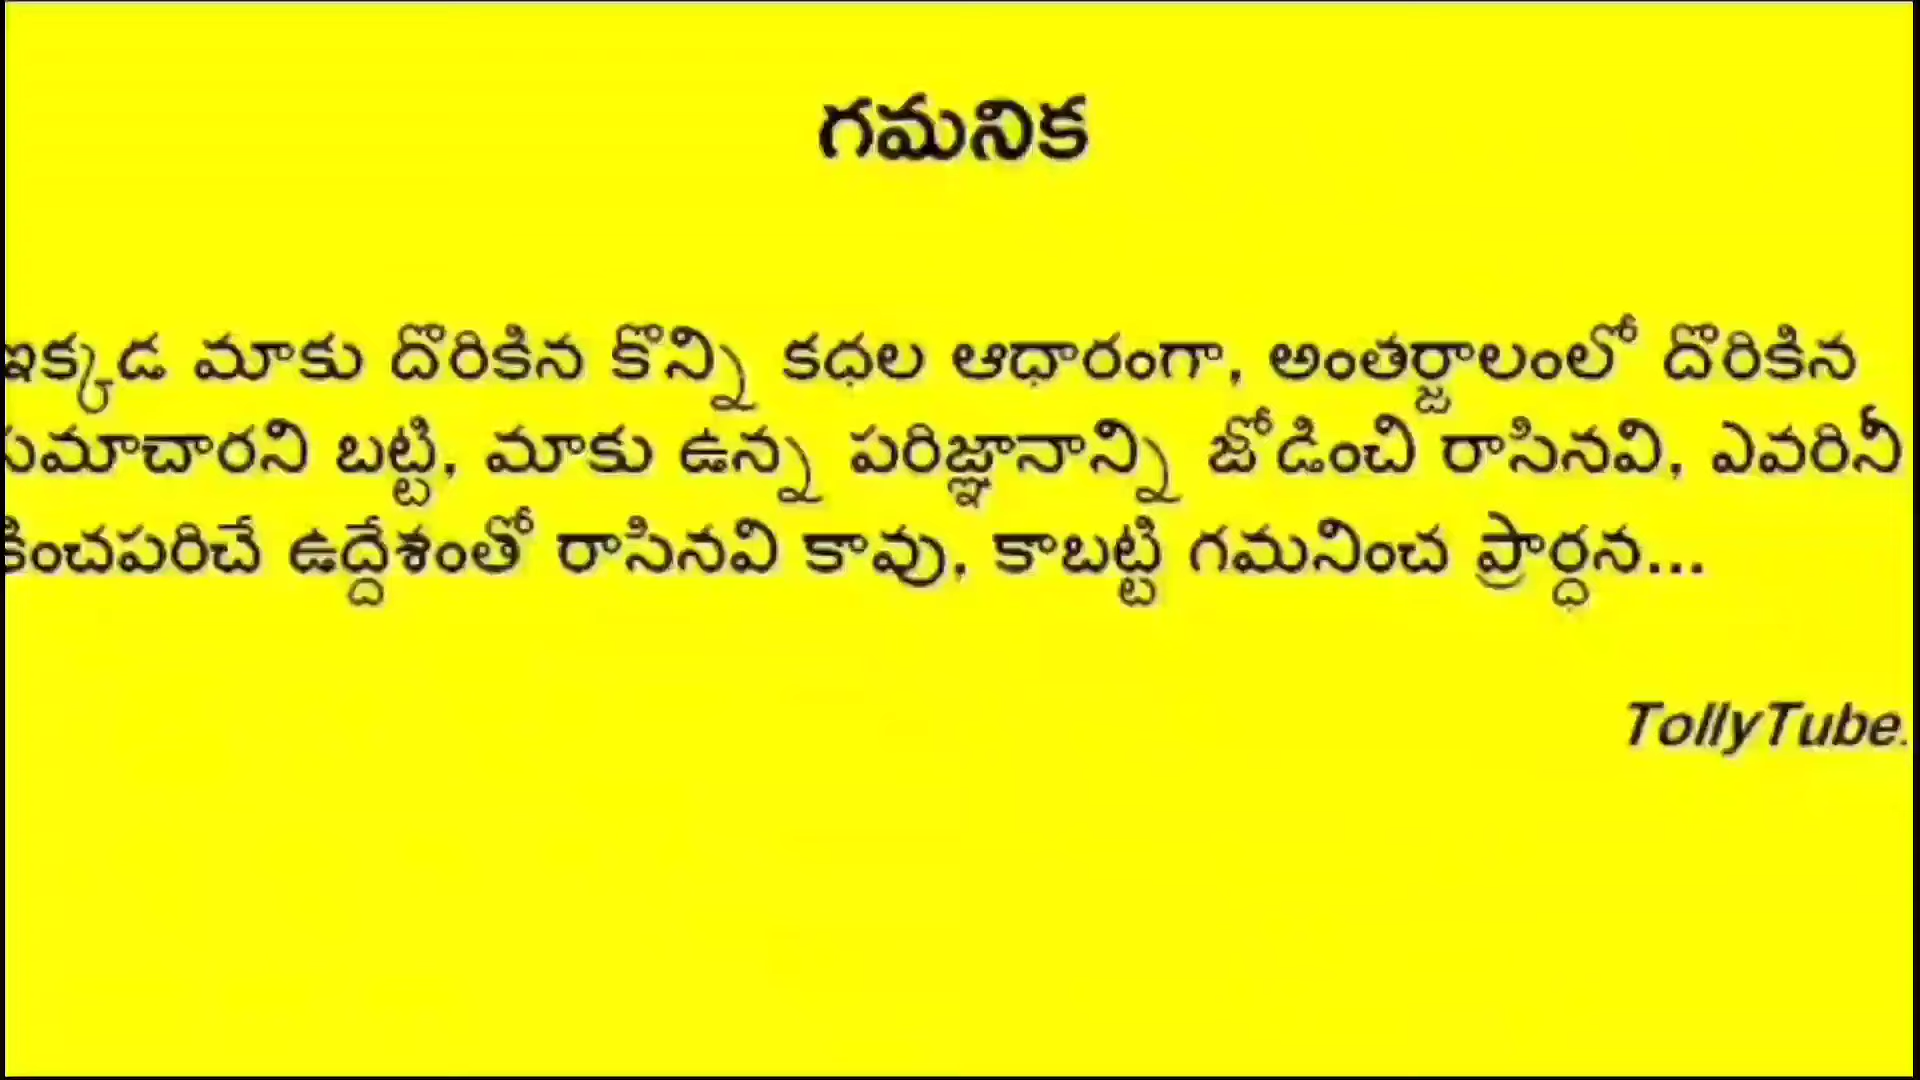 గమనిక
ఇక్కడ మాకు దొరికిన కొన్ని కధల ఆధారంగా, అంతర్జాలంలో దొరికిన
సమాచారని బట్టి, మాకు ఉన్న పరిజ్ఞానాన్ని జోడించి రాసినవి, ఎవరినీ
కించపరిచే ఉద్దేశంతో రాసినవి కావు, కాబట్టి గమనించ ప్రార్ధన...
TollyTube.